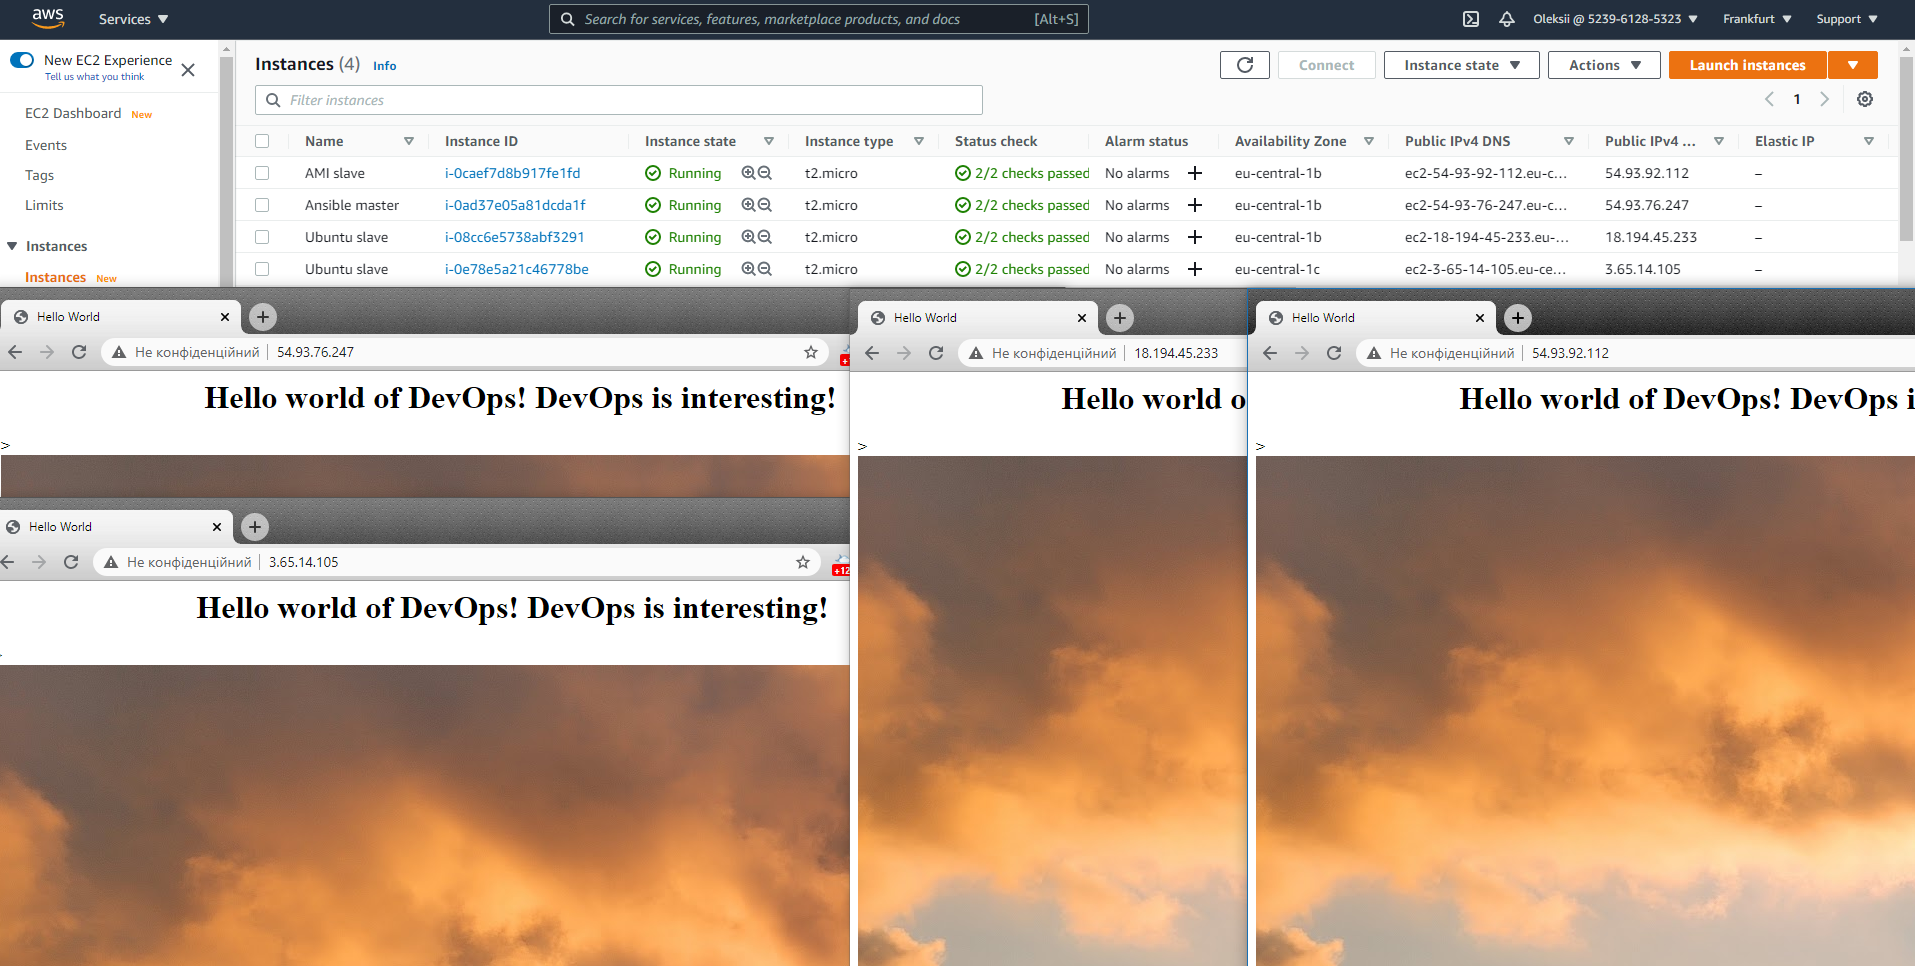 aws
Services
Search for services, features, marketplace products, and docs [Alt+S]
Oleksii @ 5239-6128-5323
Frankfurt
Support
New EC2 Experience
Tell us what you think
EC2 Dashboard New
Events
Tags
Limits
Instances
Instances New
Instances (4) Info
Connect
Instance state
Actions
Launch instances
Filter instances
1
Name Instance ID Instance state Instance type Status check Alarm status Availability Zone Public IPv4 DNS Public IPv4 ... Elastic IP
AMI slave i-0caef7d8b917fe1fd Running t2.micro 2/2 checks passed No alarms + eu-central-1b ec2-54-93-92-112.eu-c... 54.93.92.112 –
Ansible master i-0ad37e05a81dcda1f Running t2.micro 2/2 checks passed No alarms + eu-central-1b ec2-54-93-76-247.eu-c... 54.93.76.247 –
Ubuntu slave i-08cc6e5738abf3291 Running t2.micro 2/2 checks passed No alarms + eu-central-1b ec2-18-194-45-233.eu-... 18.194.45.233 –
Ubuntu slave i-0e78e5a21c46778be Running t2.micro 2/2 checks passed No alarms + eu-central-1c ec2-3-65-14-105.eu-ce... 3.65.14.105 –
Hello World
Не конфіденційний 54.93.76.247
Hello world of DevOps! DevOps is interesting!
>
Hello World
Не конфіденційний 3.65.14.105
+12
Hello world of DevOps! DevOps is interesting!
Hello World
Не конфіденційний 18.194.45.233
Hello world o
>
Hello World
Не конфіденційний 54.93.92.112
Hello world of DevOps! DevOps i
>